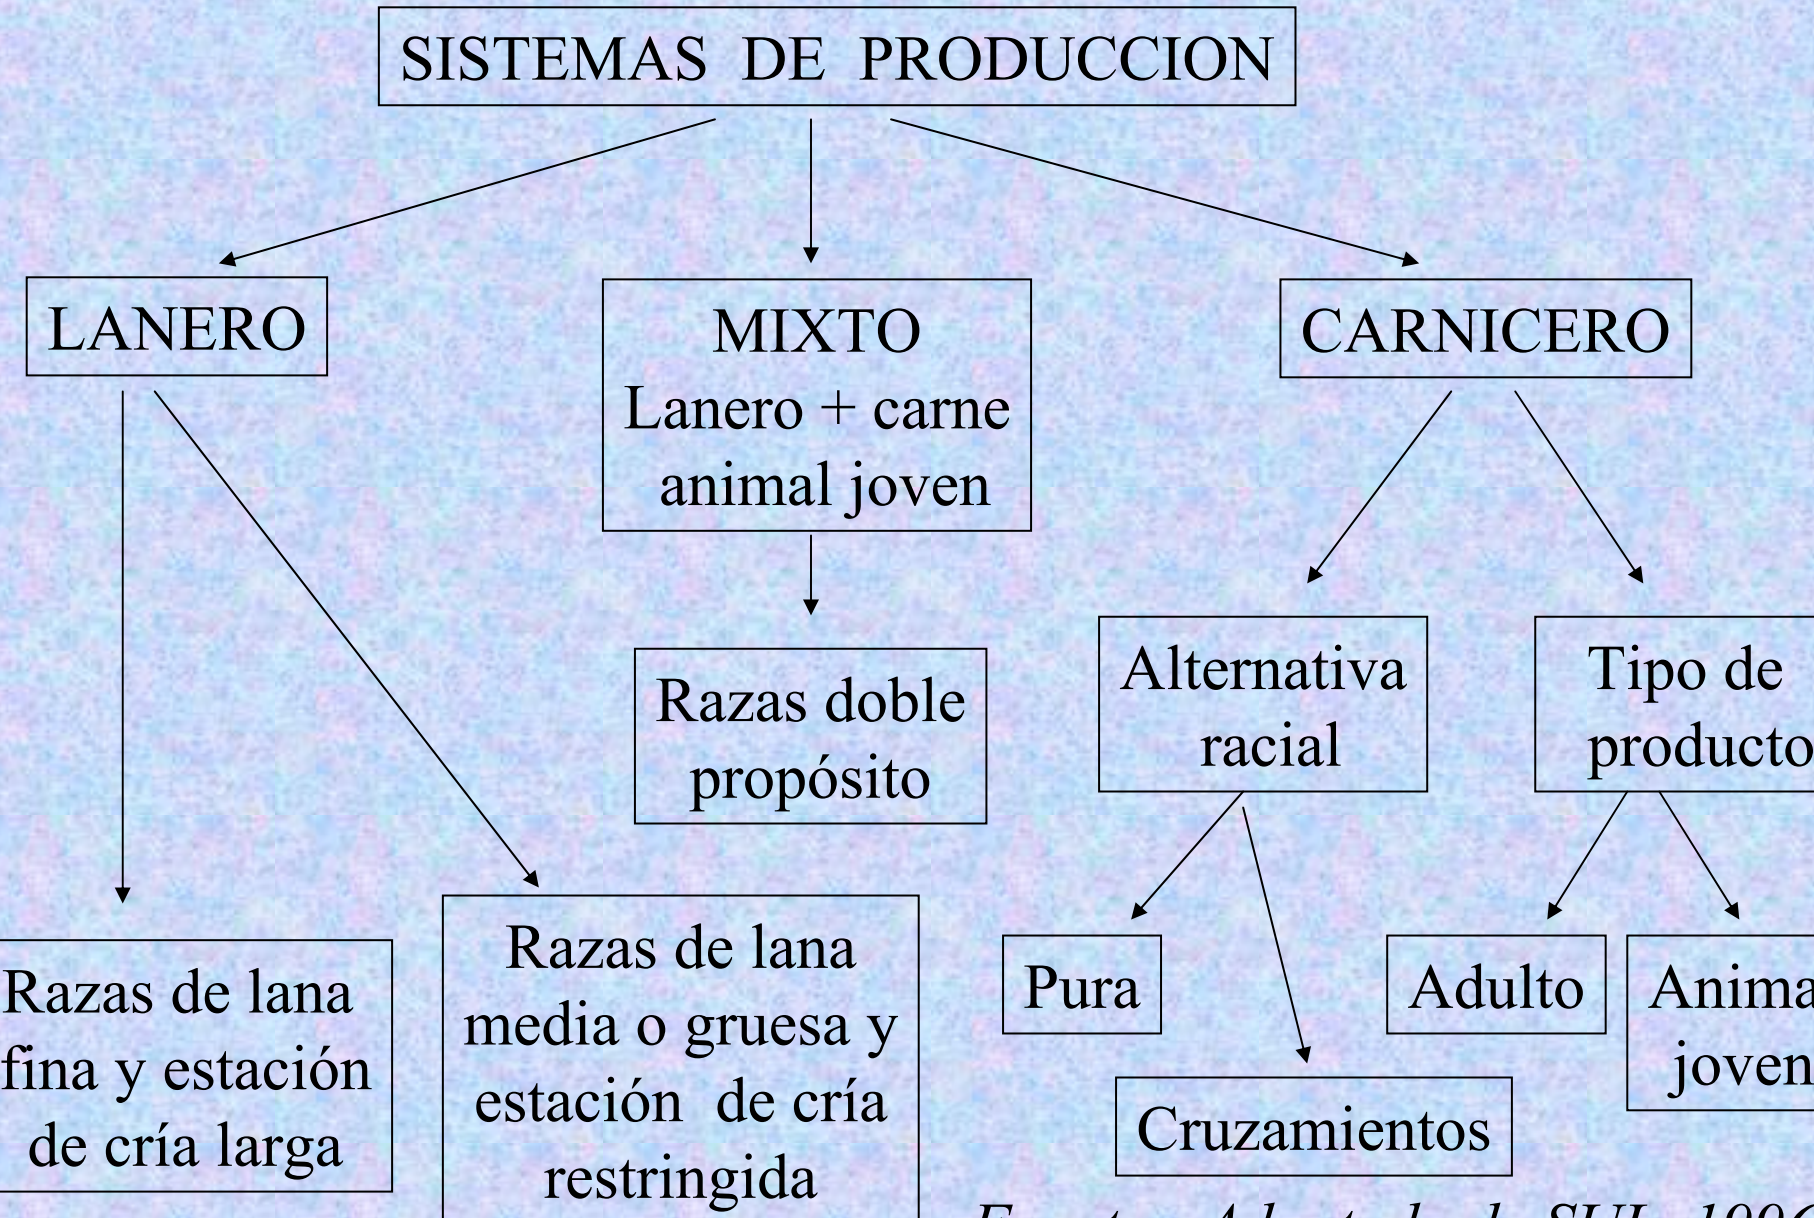 SISTEMAS DE PRODUCCION
LANERO
MIXTO
Lanero + carne
animal joven
CARNICERO
Razas doble
propósito
Alternativa
racial
Tipo de
producto
Razas de lana
fina y estación
de cría larga
Razas de lana
media o gruesa y
estación de cría
restringida
Pura
Cruzamientos
Adulto
joven